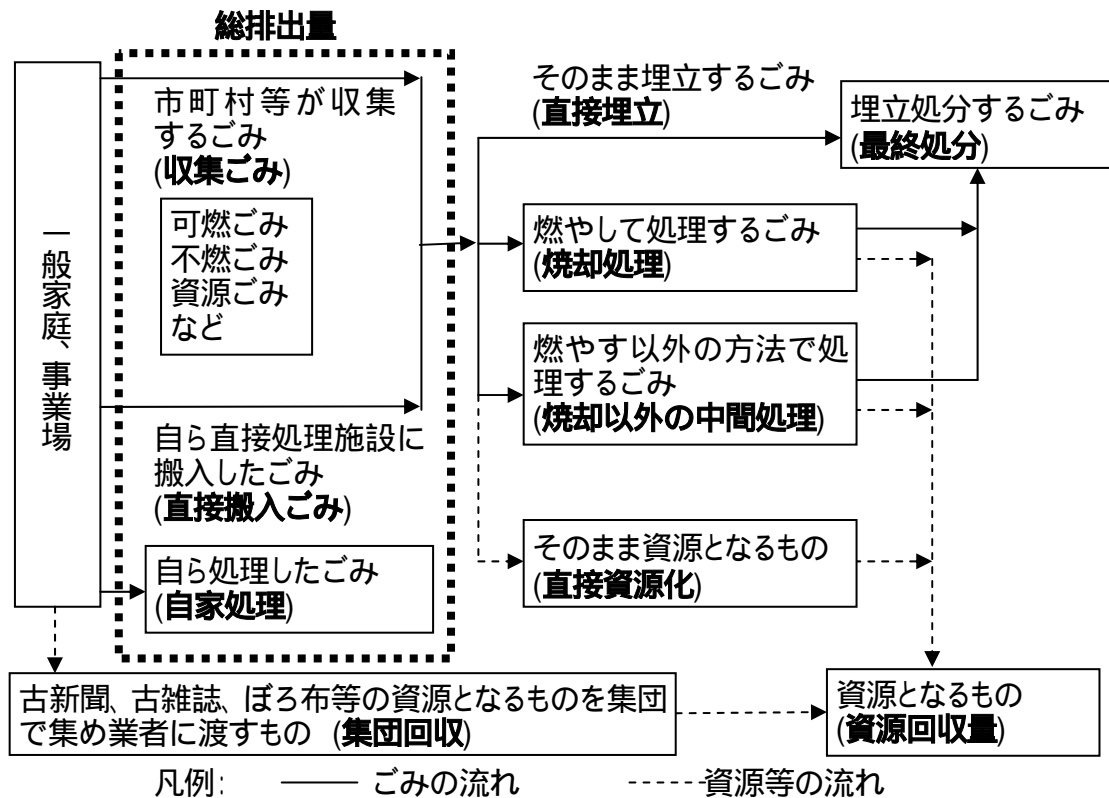 総排出量
一般家庭、事業場
市町村等が収集
するごみ
(収集ごみ)
可燃ごみ
不燃ごみ
資源ごみ
など
自ら直接処理施設に
搬入したごみ
(直接搬入ごみ)
自ら処理したごみ
(自家処理)
そのまま埋立するごみ
(直接埋立)
埋立処分するごみ
(最終処分)
燃やして処理するごみ
(焼却処理)
燃やす以外の方法で処
理するごみ
(焼却以外の中間処理)
そのまま資源となるもの
(直接資源化)
古新聞、古雑誌、ぼろ布等の資源となるものを集団
で集め業者に渡すもの (集団回収)
資源となるもの
(資源回収量)
凡例: ごみの流れ 資源等の流れ